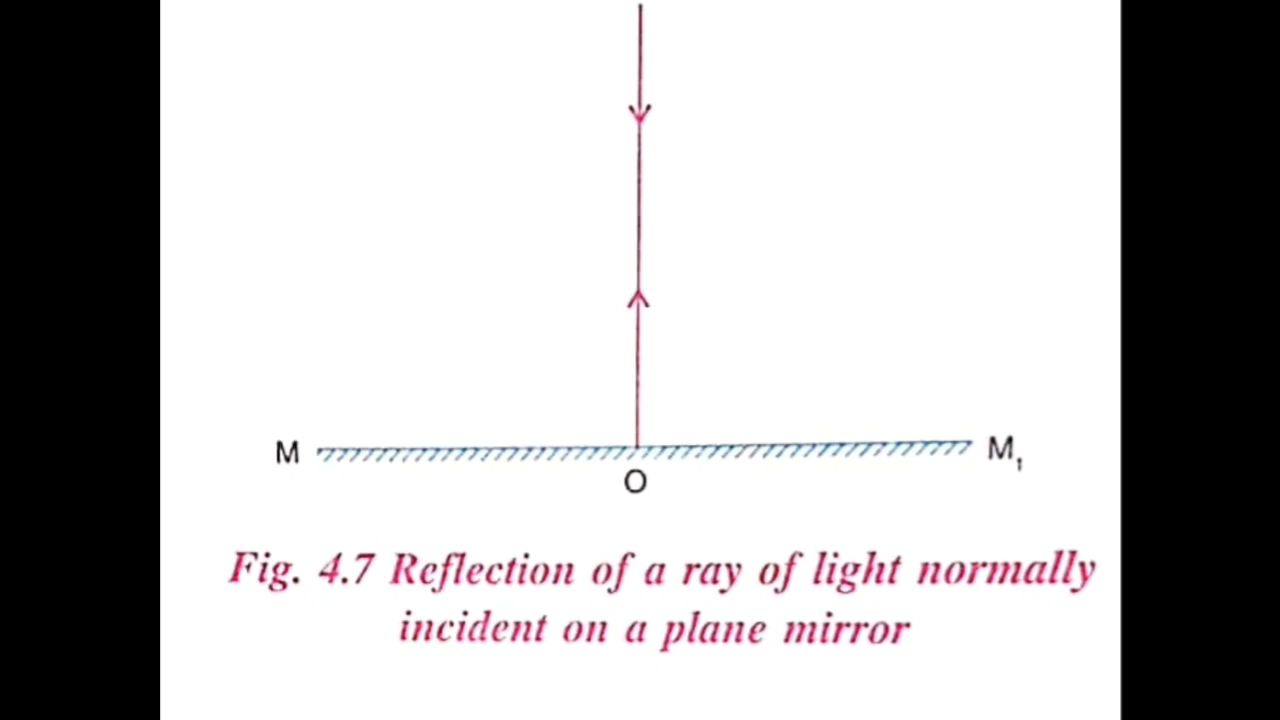 M
M₁
O
Fig. 4.7 Reflection of a ray of light normally
incident on a plane mirror